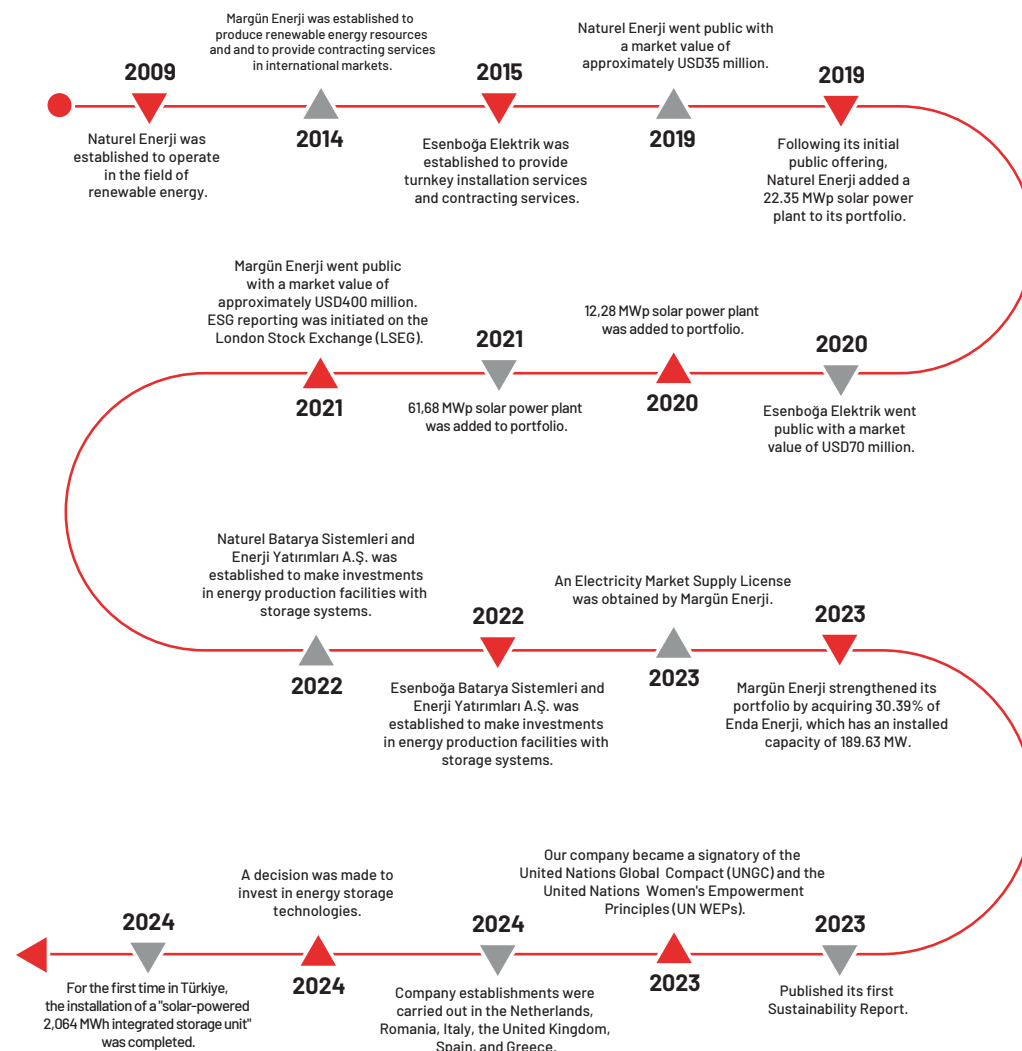 2009
Naturel Enerji was
established to operate
in the field of
renewable energy.
Margün Enerji was established to
produce renewable energy resources
and and to provide contracting services
in international markets.
2014
2015
Esenboğa Elektrik was
established to provide
turnkey installation services
and contracting services.
Naturel Enerji went public with
a market value of
approximately USD35 million.
2019
2019
Following its initial
public offering,
Naturel Enerji added a
22.35 MWp solar power
plant to its portfolio.
2020
Esenboğa Elektrik went
public with a market
value of USD70 million.
12,28 MWp solar power plant
was added to portfolio.
2020
2021
61,68 MWp solar power plant
was added to portfolio.
Margün Enerji went public
with a market value of
approximately USD400 million.
ESG reporting was initiated on the
London Stock Exchange (LSEG).
2021
Naturel Batarya Sistemleri and
Enerji Yatırımları A.Ş. was
established to make investments
in energy production facilities with
storage systems.
2022
2022
Esenboğa Batarya Sistemleri and
Enerji Yatırımları A.Ş. was
established to make investments
in energy production facilities with
storage systems.
An Electricity Market Supply License
was obtained by Margün Enerji.
2023
2023
Margün Enerji strengthened its
portfolio by acquiring 30.39% of
Enda Enerji, which has an installed
capacity of 189.63 MW.
2023
Published its first
Sustainability Report.
Our company became a signatory of the
United Nations Global Compact (UNGC) and the
United Nations Women's Empowerment
Principles (UN WEPs).
2023
2024
Company establishments were
carried out in the Netherlands,
Romania, Italy, the United Kingdom,
Spain, and Greece.
A decision was made to
invest in energy storage
technologies.
2024
2024
For the first time in Türkiye,
the installation of a "solar-powered
2,064 MWh integrated storage unit"
was completed.